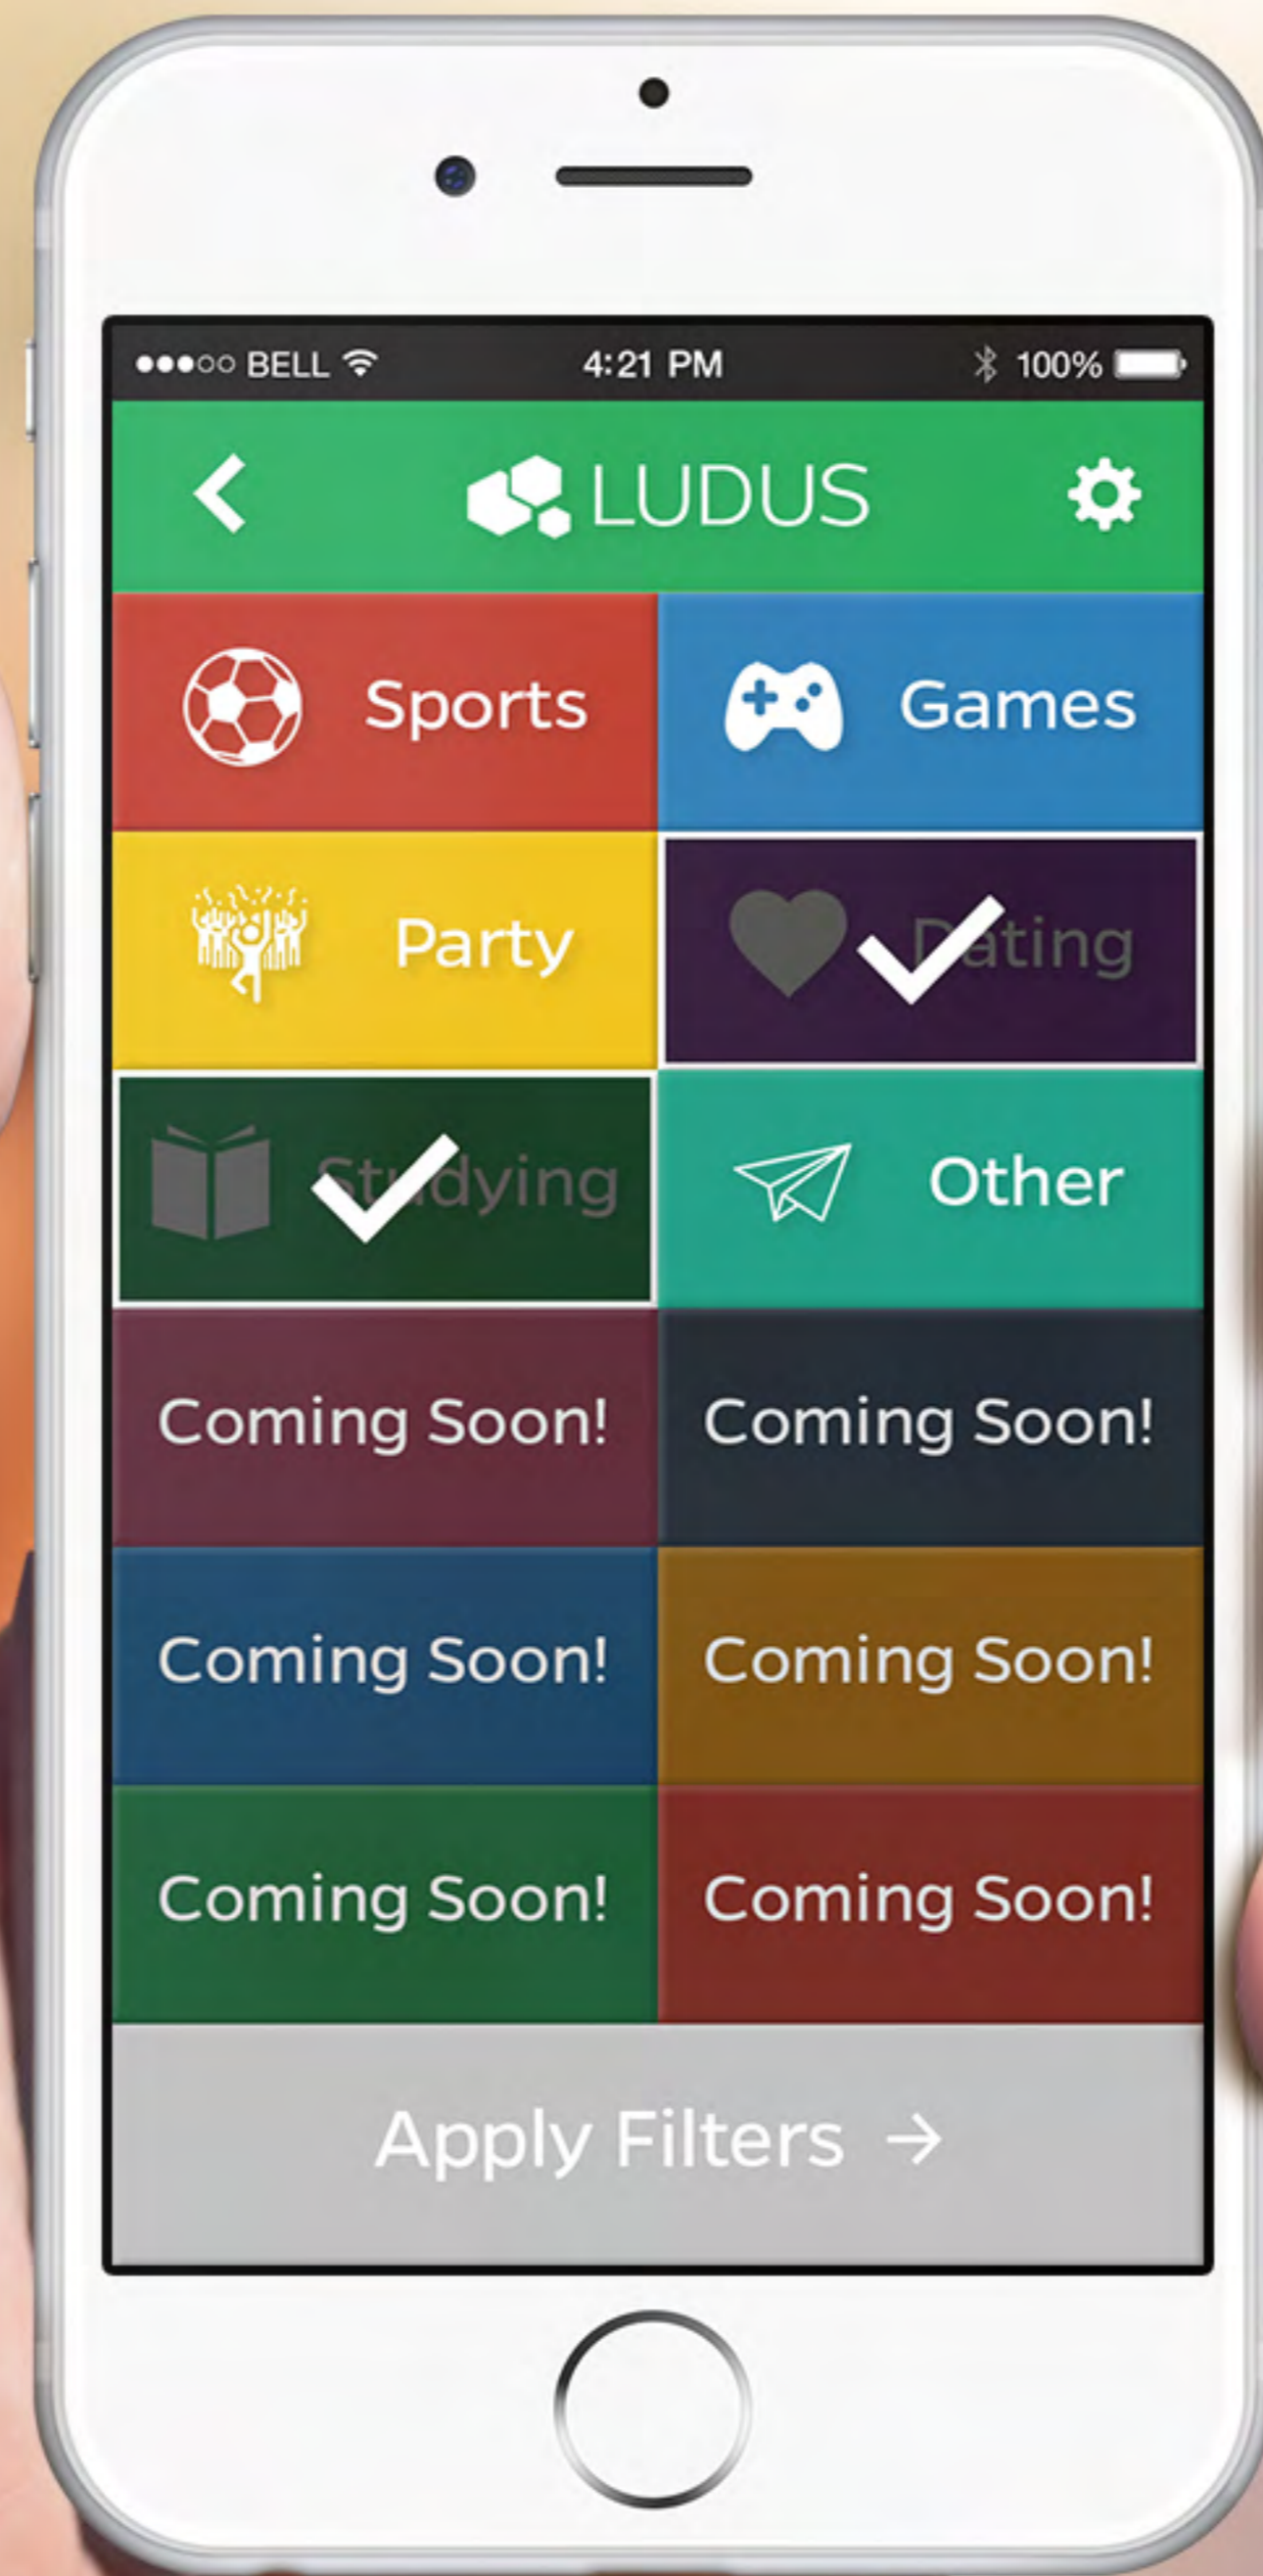 BELL 4:21 PM 100%
LUDUS
Sports Games
Party Dating
Studying Other
Coming Soon! Coming Soon!
Coming Soon! Coming Soon!
Coming Soon! Coming Soon!
Apply Filters →